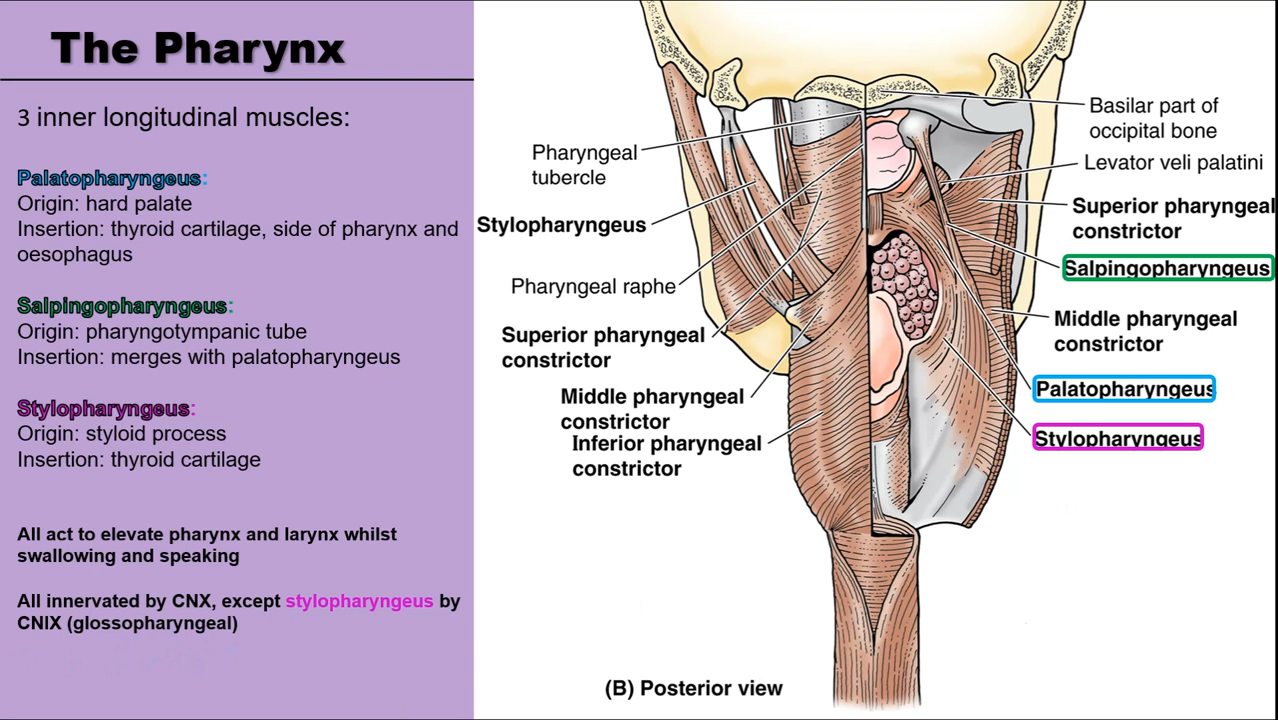 The Pharynx
3 inner longitudinal muscles:
Palatopharyngeus:
Origin: hard palate
Insertion: thyroid cartilage, side of pharynx and
oesophagus
Salpingopharyngeus:
Origin: pharyngotympanic tube
Insertion: merges with palatopharyngeus
Stylopharyngeus:
Origin: styloid process
Insertion: thyroid cartilage
All act to elevate pharynx and larynx whilst
swallowing and speaking
All innervated by CNX, except stylopharyngeus by
CNIX (glossopharyngeal)
Pharyngeal
tubercle
Stylopharyngeus
Pharyngeal raphe
Superior pharyngeal
constrictor
Middle pharyngeal
constrictor
Inferior pharyngeal
constrictor
Basilar part of
occipital bone
Levator veli palatini
Superior pharyngeal
constrictor
Salpingopharyngeus
Middle pharyngeal
constrictor
Palatopharyngeus
Stylopharyngeus
(B) Posterior view